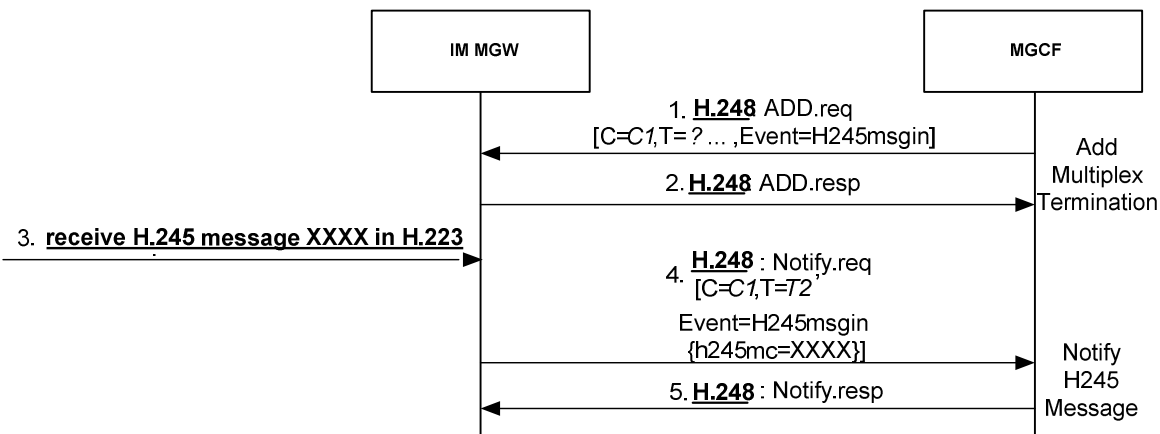 IM MGW
MGCF
1. H.248: ADD.req
[C=C1,T= ? ... ,Event=H245msgin]
Add
Multiplex
Termination
2. H.248: ADD.resp
3. receive H.245 message XXXX in H.223
4. H.248 : Notify.req
[C=C1,T=T2
Event=H245msgin
{h245mc=XXXX}]
Notify
H245
Message
5. H.248 : Notify.resp